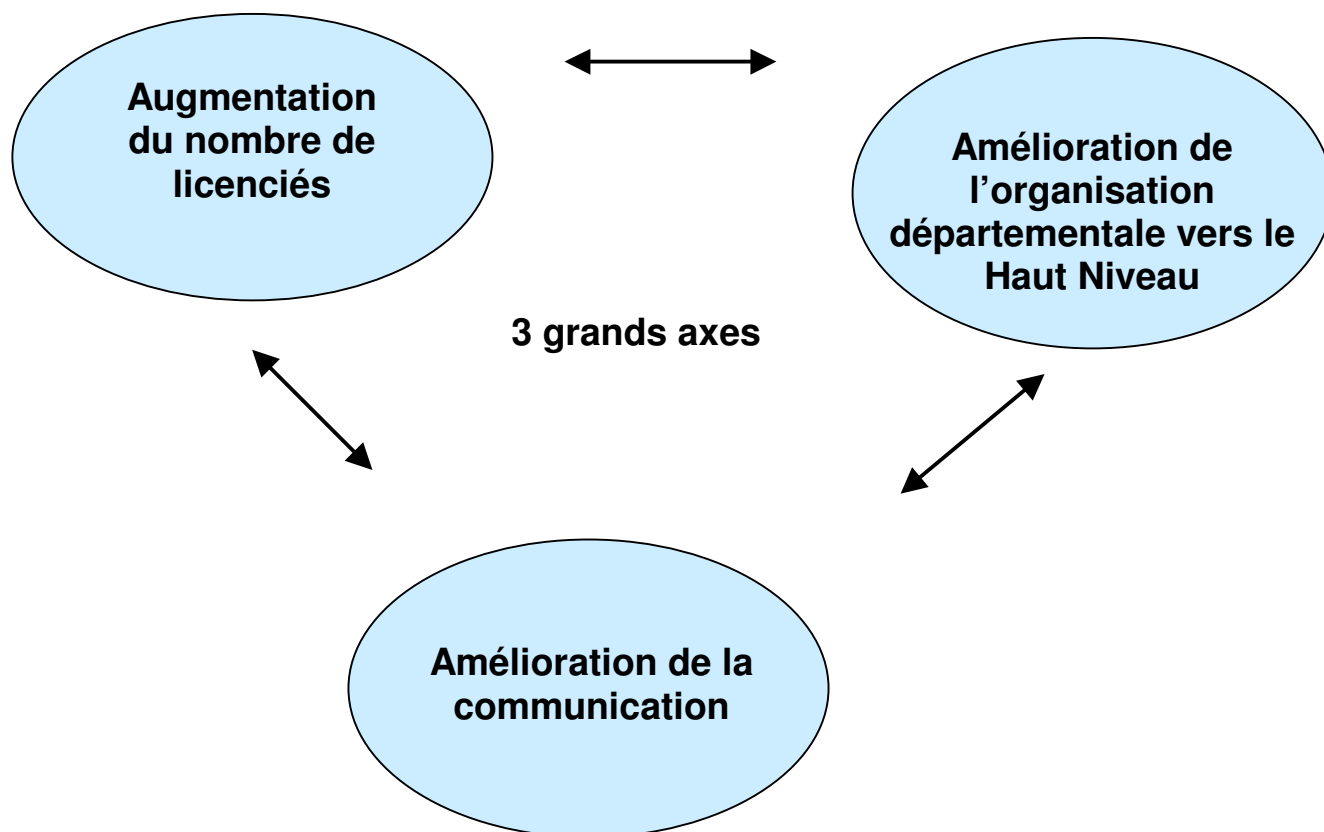 Augmentation
du nombre de
licenciés
Amélioration de
l’organisation
départementale vers le
Haut Niveau
3 grands axes
Amélioration de la
communication